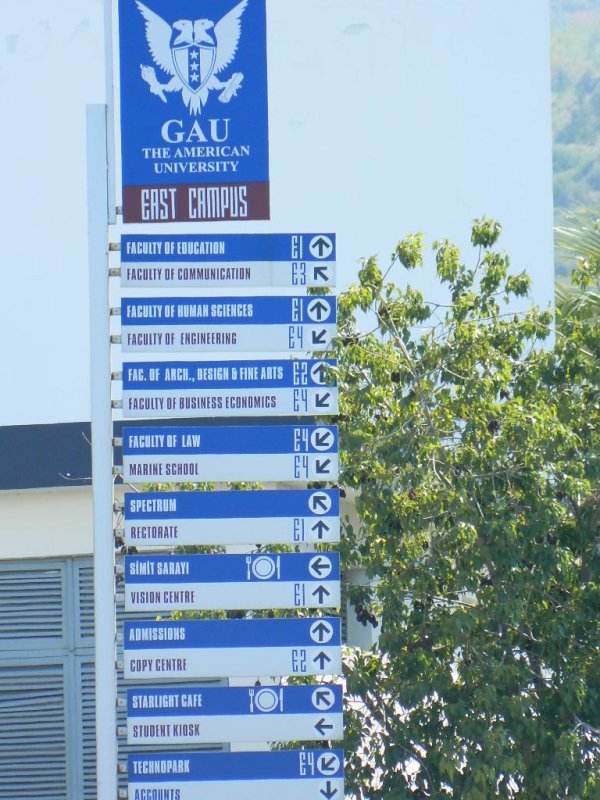 GAU
THE AMERICAN
UNIVERSITY
EAST CAMPUS
FACULTY OF EDUCATION E1
FACULTY OF COMMUNICATION E3
FACULTY OF HUMAN SCIENCES E1
FACULTY OF ENGINEERING E4
FAC. OF ARCH., DESIGN & FINE ARTS E2
FACULTY OF BUSINESS ECONOMICS E4
FACULTY OF LAW E4
MARINE SCHOOL E4
SPECTRUM
RECTORATE E1
SİMİT SARAYI
VISION CENTRE E1
ADMISSIONS
COPY CENTRE E2
STARLIGHT CAFE
STUDENT KIOSK
TECHNOPARK E4
ACCOUNTS